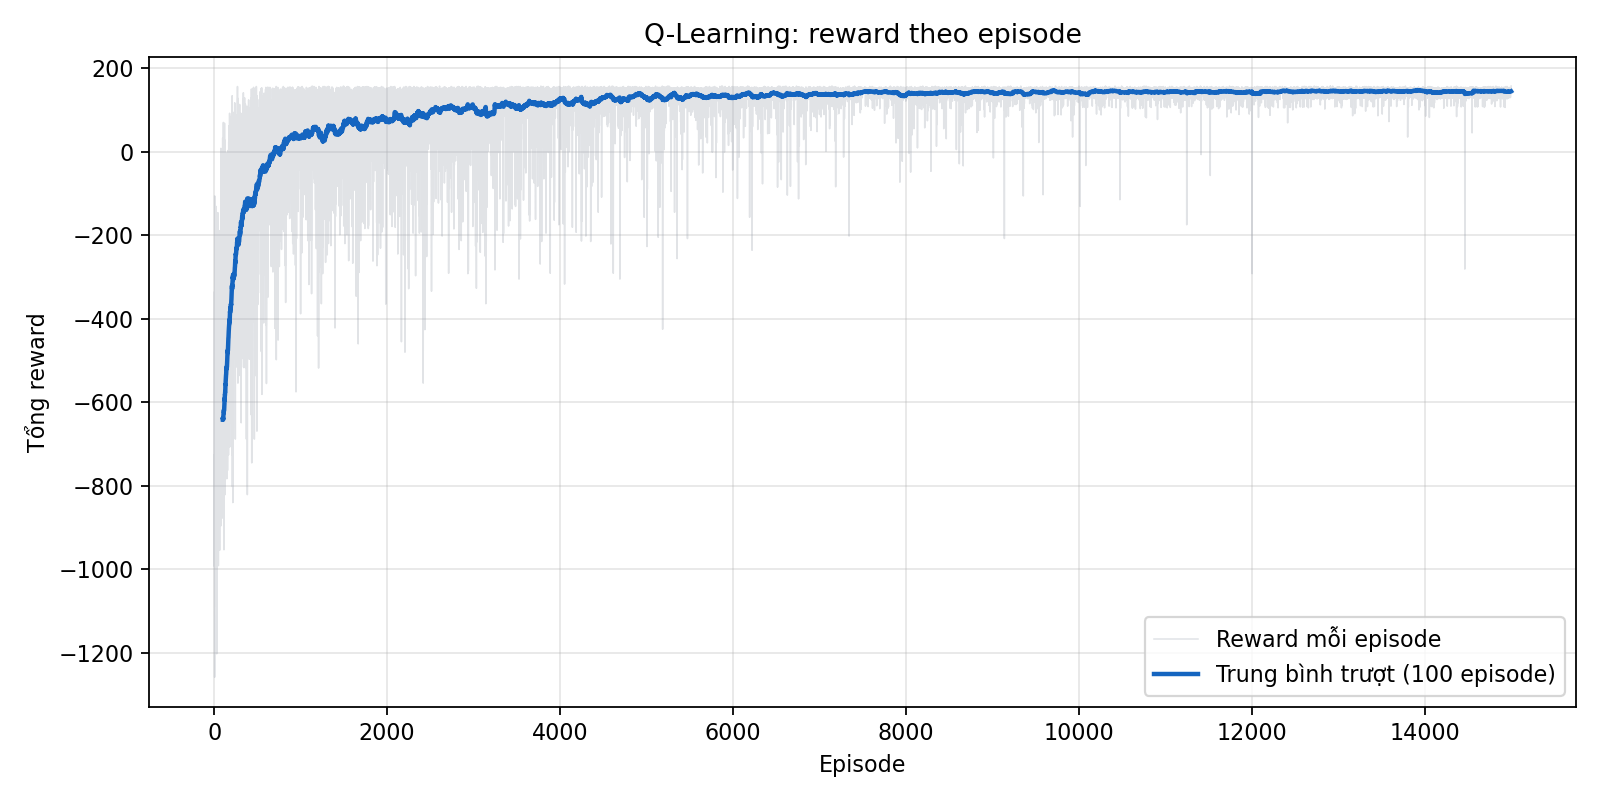 Q-Learning: reward theo episode
Tổng reward
200
0
−200
−400
−600
−800
−1000
−1200
0 2000 4000 6000 8000 10000 12000 14000
Episode
Reward mỗi episode
Trung bình trượt (100 episode)